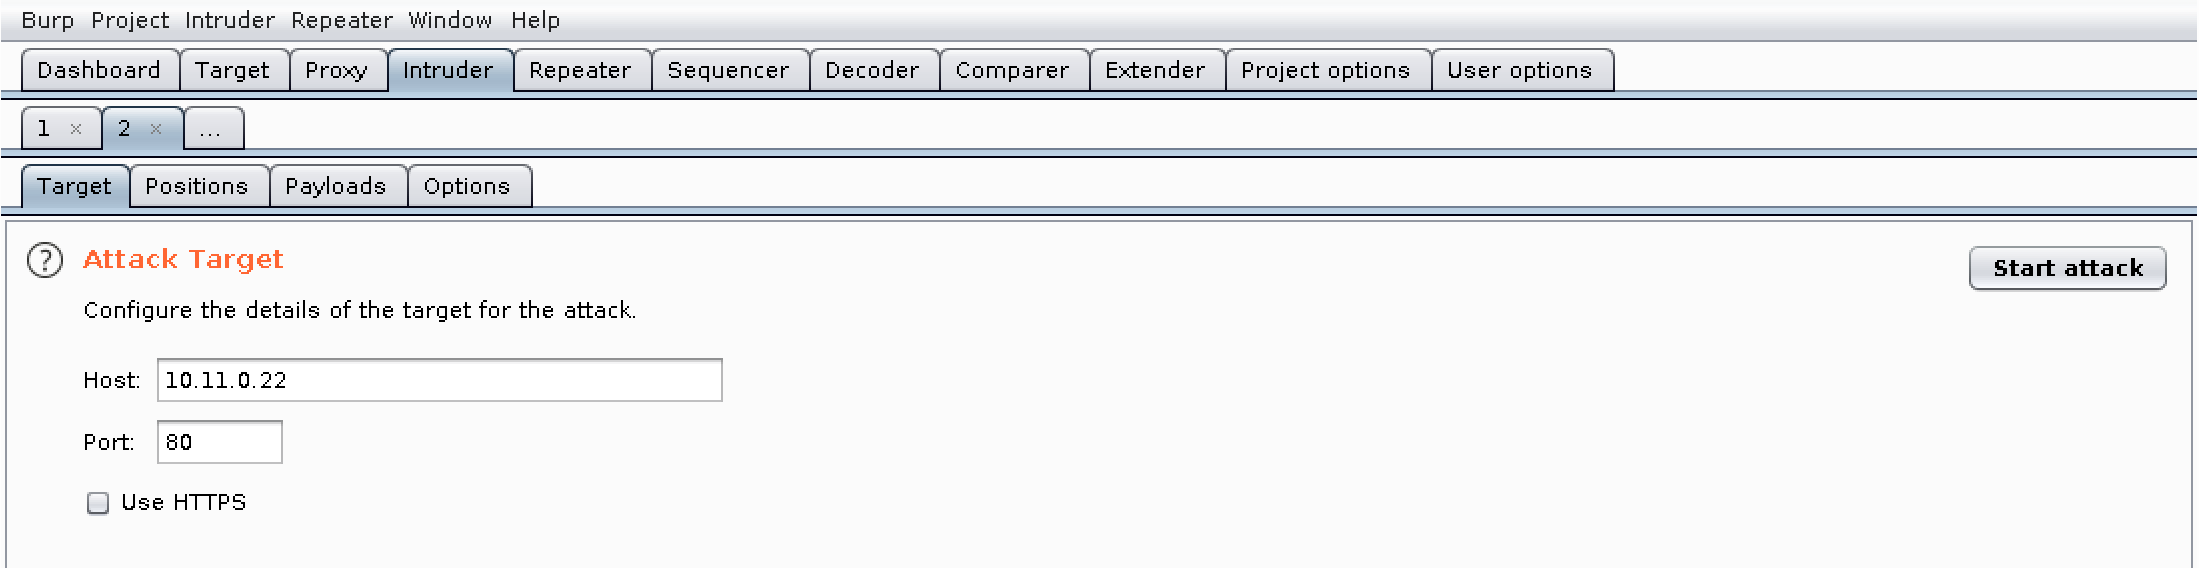 Burp Project Intruder Repeater Window Help
Dashboard Target Proxy Intruder Repeater Sequencer Decoder Comparer Extender Project options User options
1 × 2 × ...
Target Positions Payloads Options
? Attack Target
Start attack
Configure the details of the target for the attack.
Host: 10.11.0.22
Port: 80
Use HTTPS